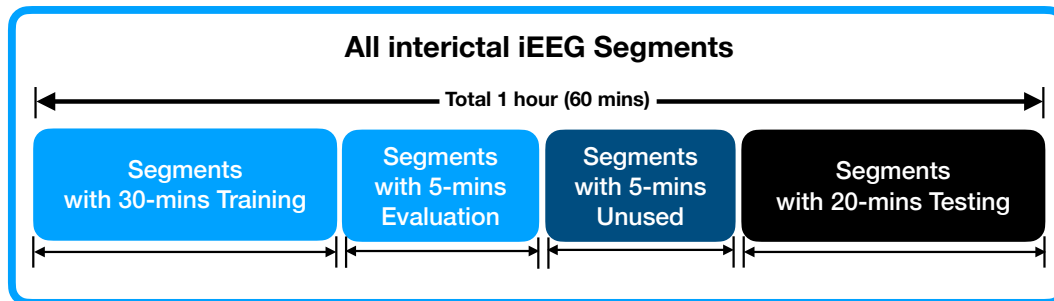 All interictal iEEG Segments
Total 1 hour (60 mins)
Segments
with 30-mins Training
Segments
with 5-mins
Evaluation
Segments
with 5-mins
Unused
Segments
with 20-mins Testing